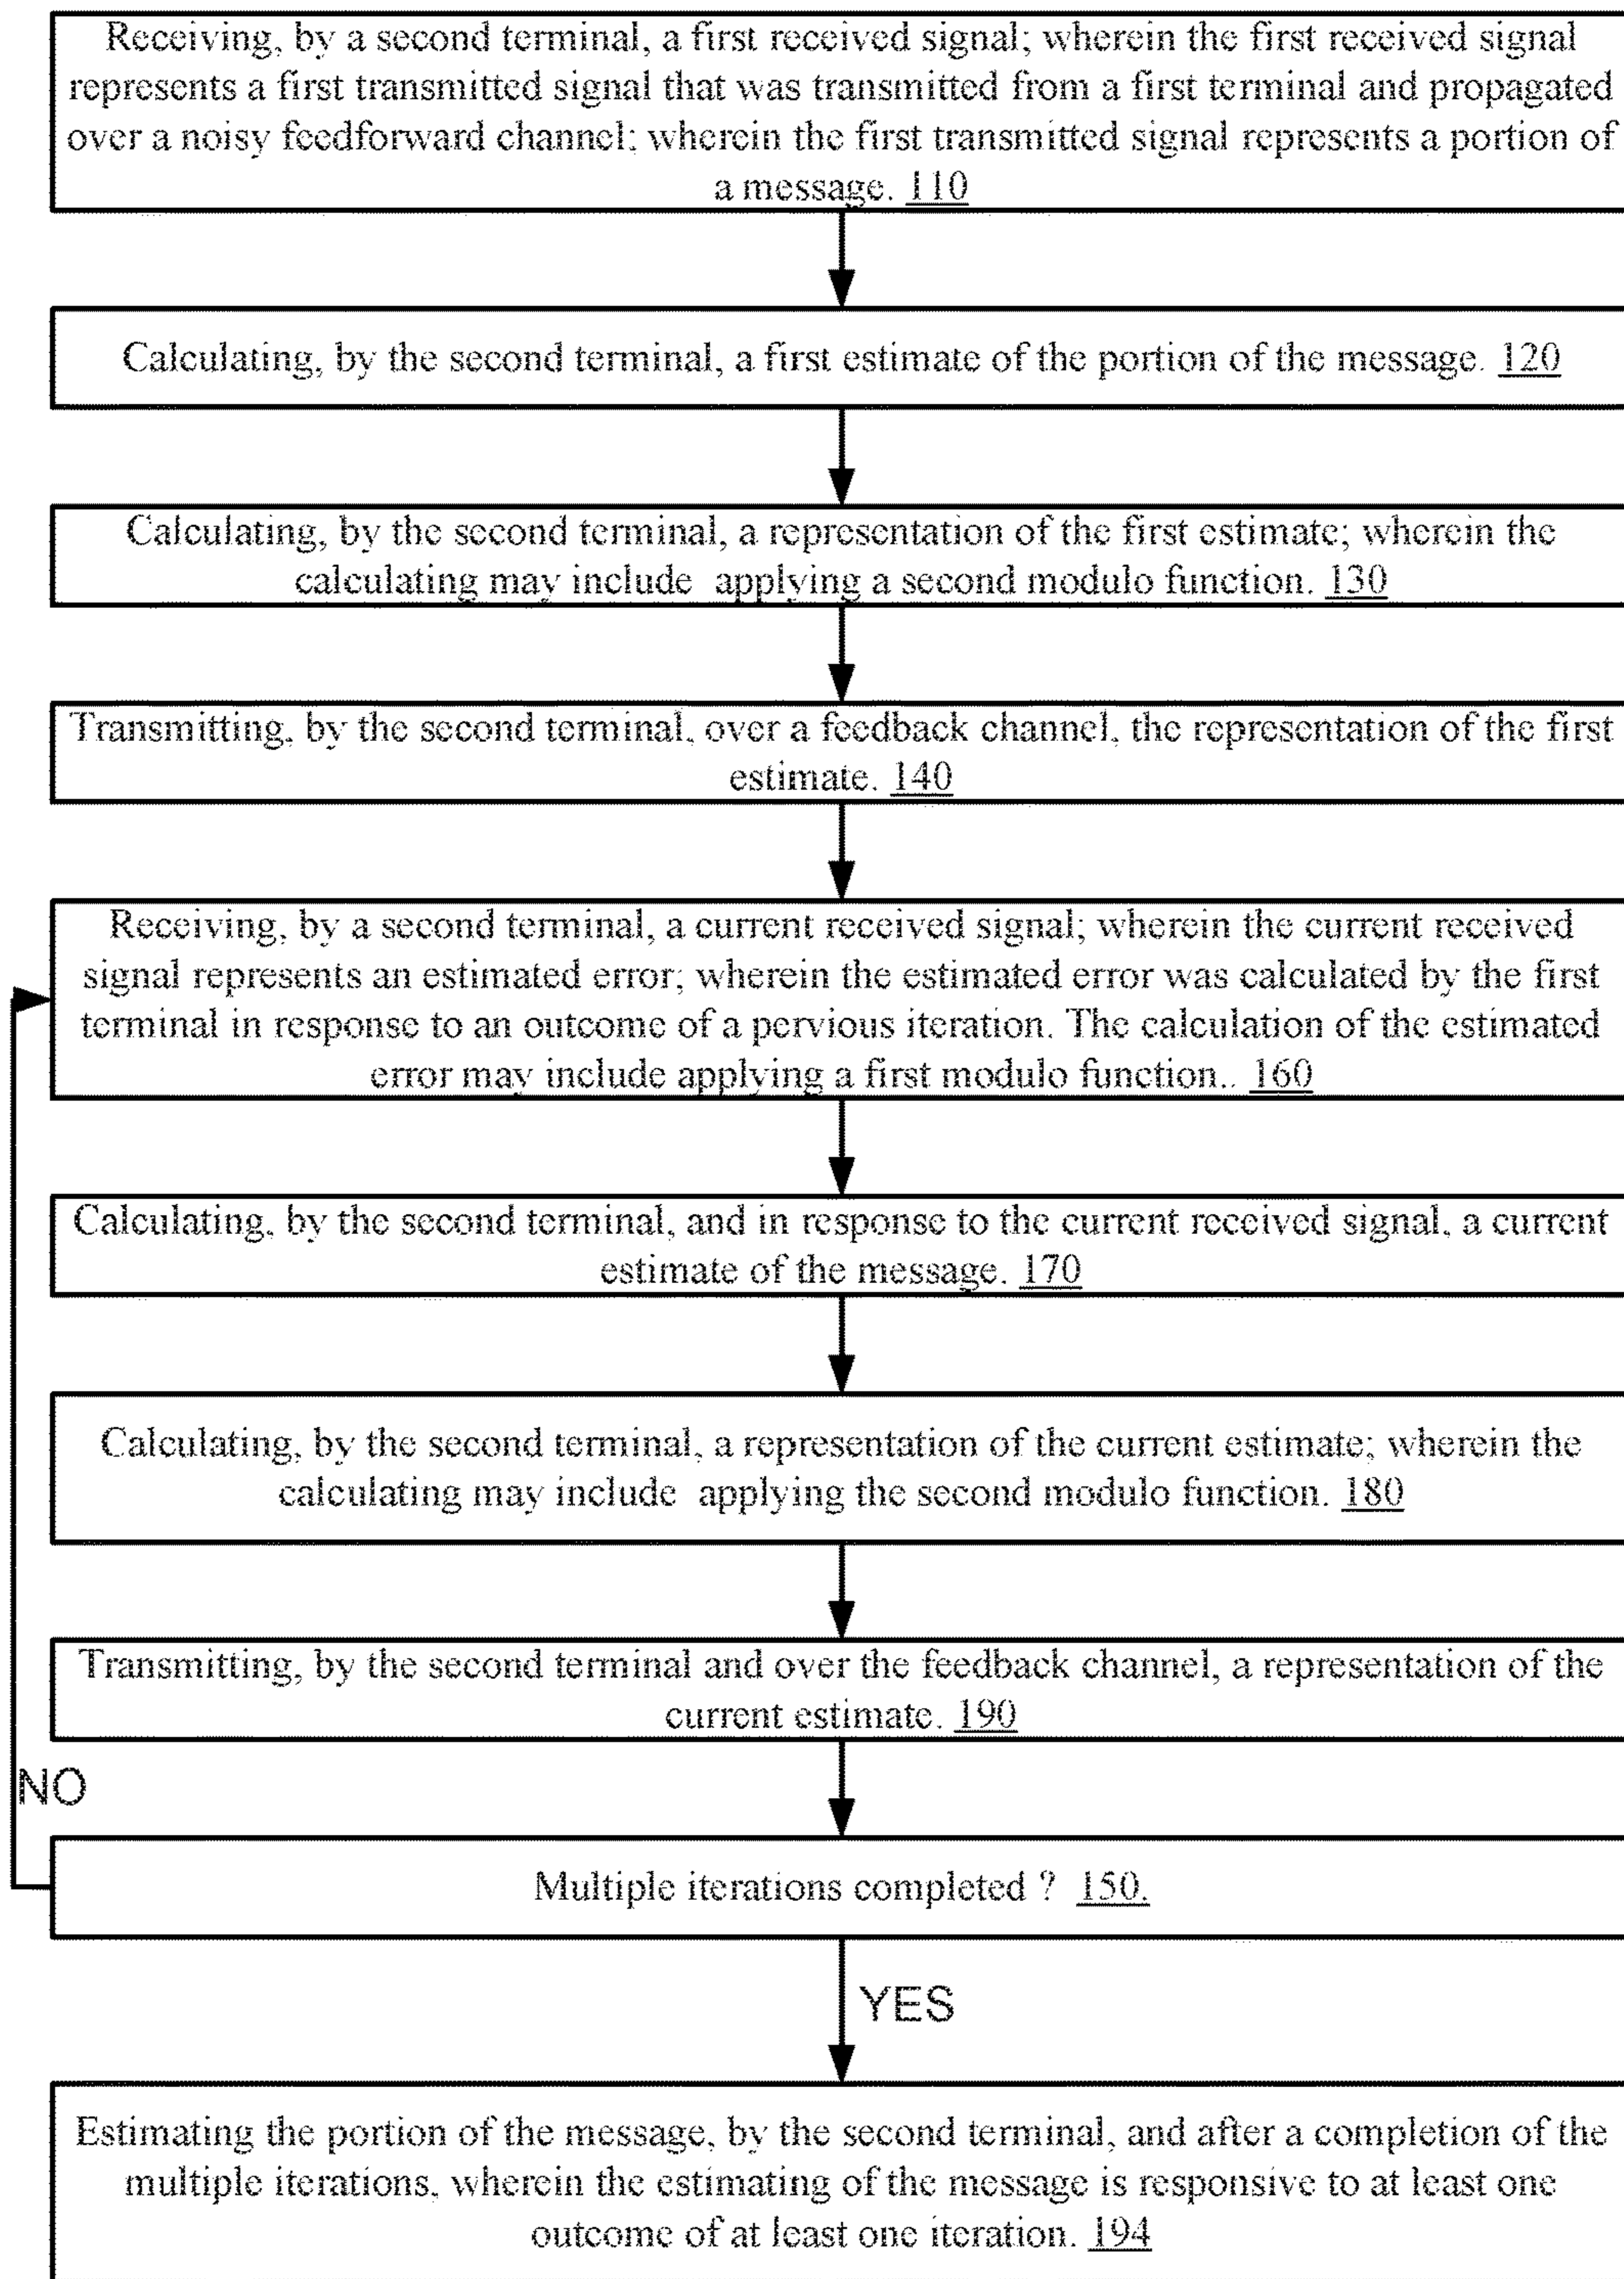 Receiving, by a second terminal, a first received signal; wherein the first received signal
represents a first transmitted signal that was transmitted from a first terminal and propagated
over a noisy feedforward channel; wherein the first transmitted signal represents a portion of
a message. 110
Calculating, by the second terminal, a first estimate of the portion of the message. 120
Calculating, by the second terminal, a representation of the first estimate; wherein the
calculating may include applying a second modulo function. 130
Transmitting, by the second terminal, over a feedback channel, the representation of the first
estimate. 140
Receiving, by a second terminal, a current received signal; wherein the current received
signal represents an estimated error; wherein the estimated error was calculated by the first
terminal in response to an outcome of a pervious iteration. The calculation of the estimated
error may include applying a first modulo function.. 160
Calculating, by the second terminal, and in response to the current received signal, a current
estimate of the message. 170
Calculating, by the second terminal, a representation of the current estimate; wherein the
calculating may include applying the second modulo function. 180
Transmitting, by the second terminal and over the feedback channel, a representation of the
current estimate. 190
NO
Multiple iterations completed ? 150.
YES
Estimating the portion of the message, by the second terminal, and after a completion of the
multiple iterations, wherein the estimating of the message is responsive to at least one
outcome of at least one iteration. 194